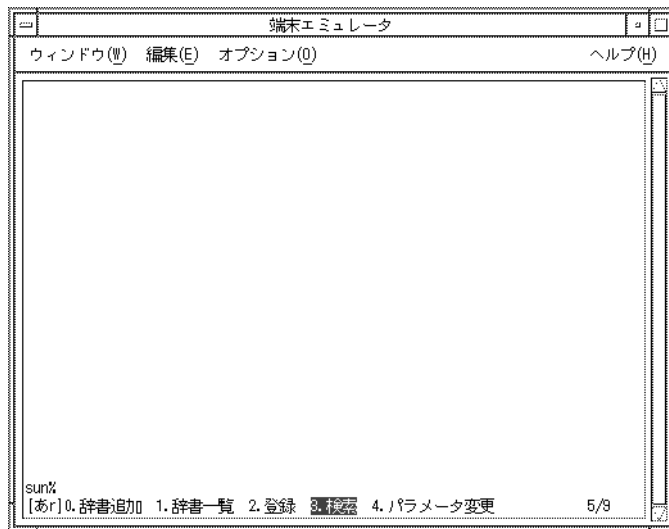 端末エミュレータ
ウィンドウ(W) 編集(E) オプション(O) ヘルプ(H)
sun%
[あr]0.辞書追加 1.辞書一覧 2.登録 3.検索 4.パラメータ変更 5/9